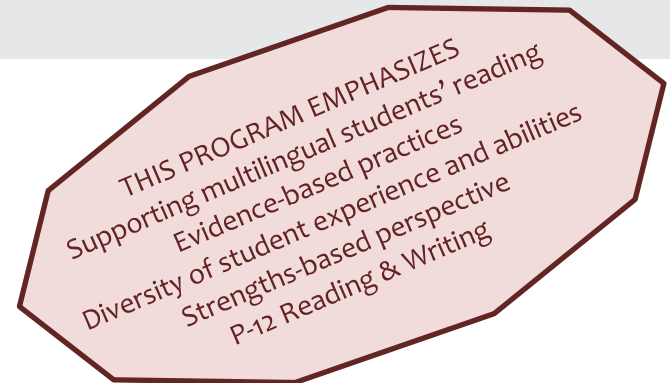 THIS PROGRAM EMPHASIZES
Supporting multilingual students’ reading
Evidence-based practices
Diversity of student experience and abilities
Strengths-based perspective
P-12 Reading & Writing